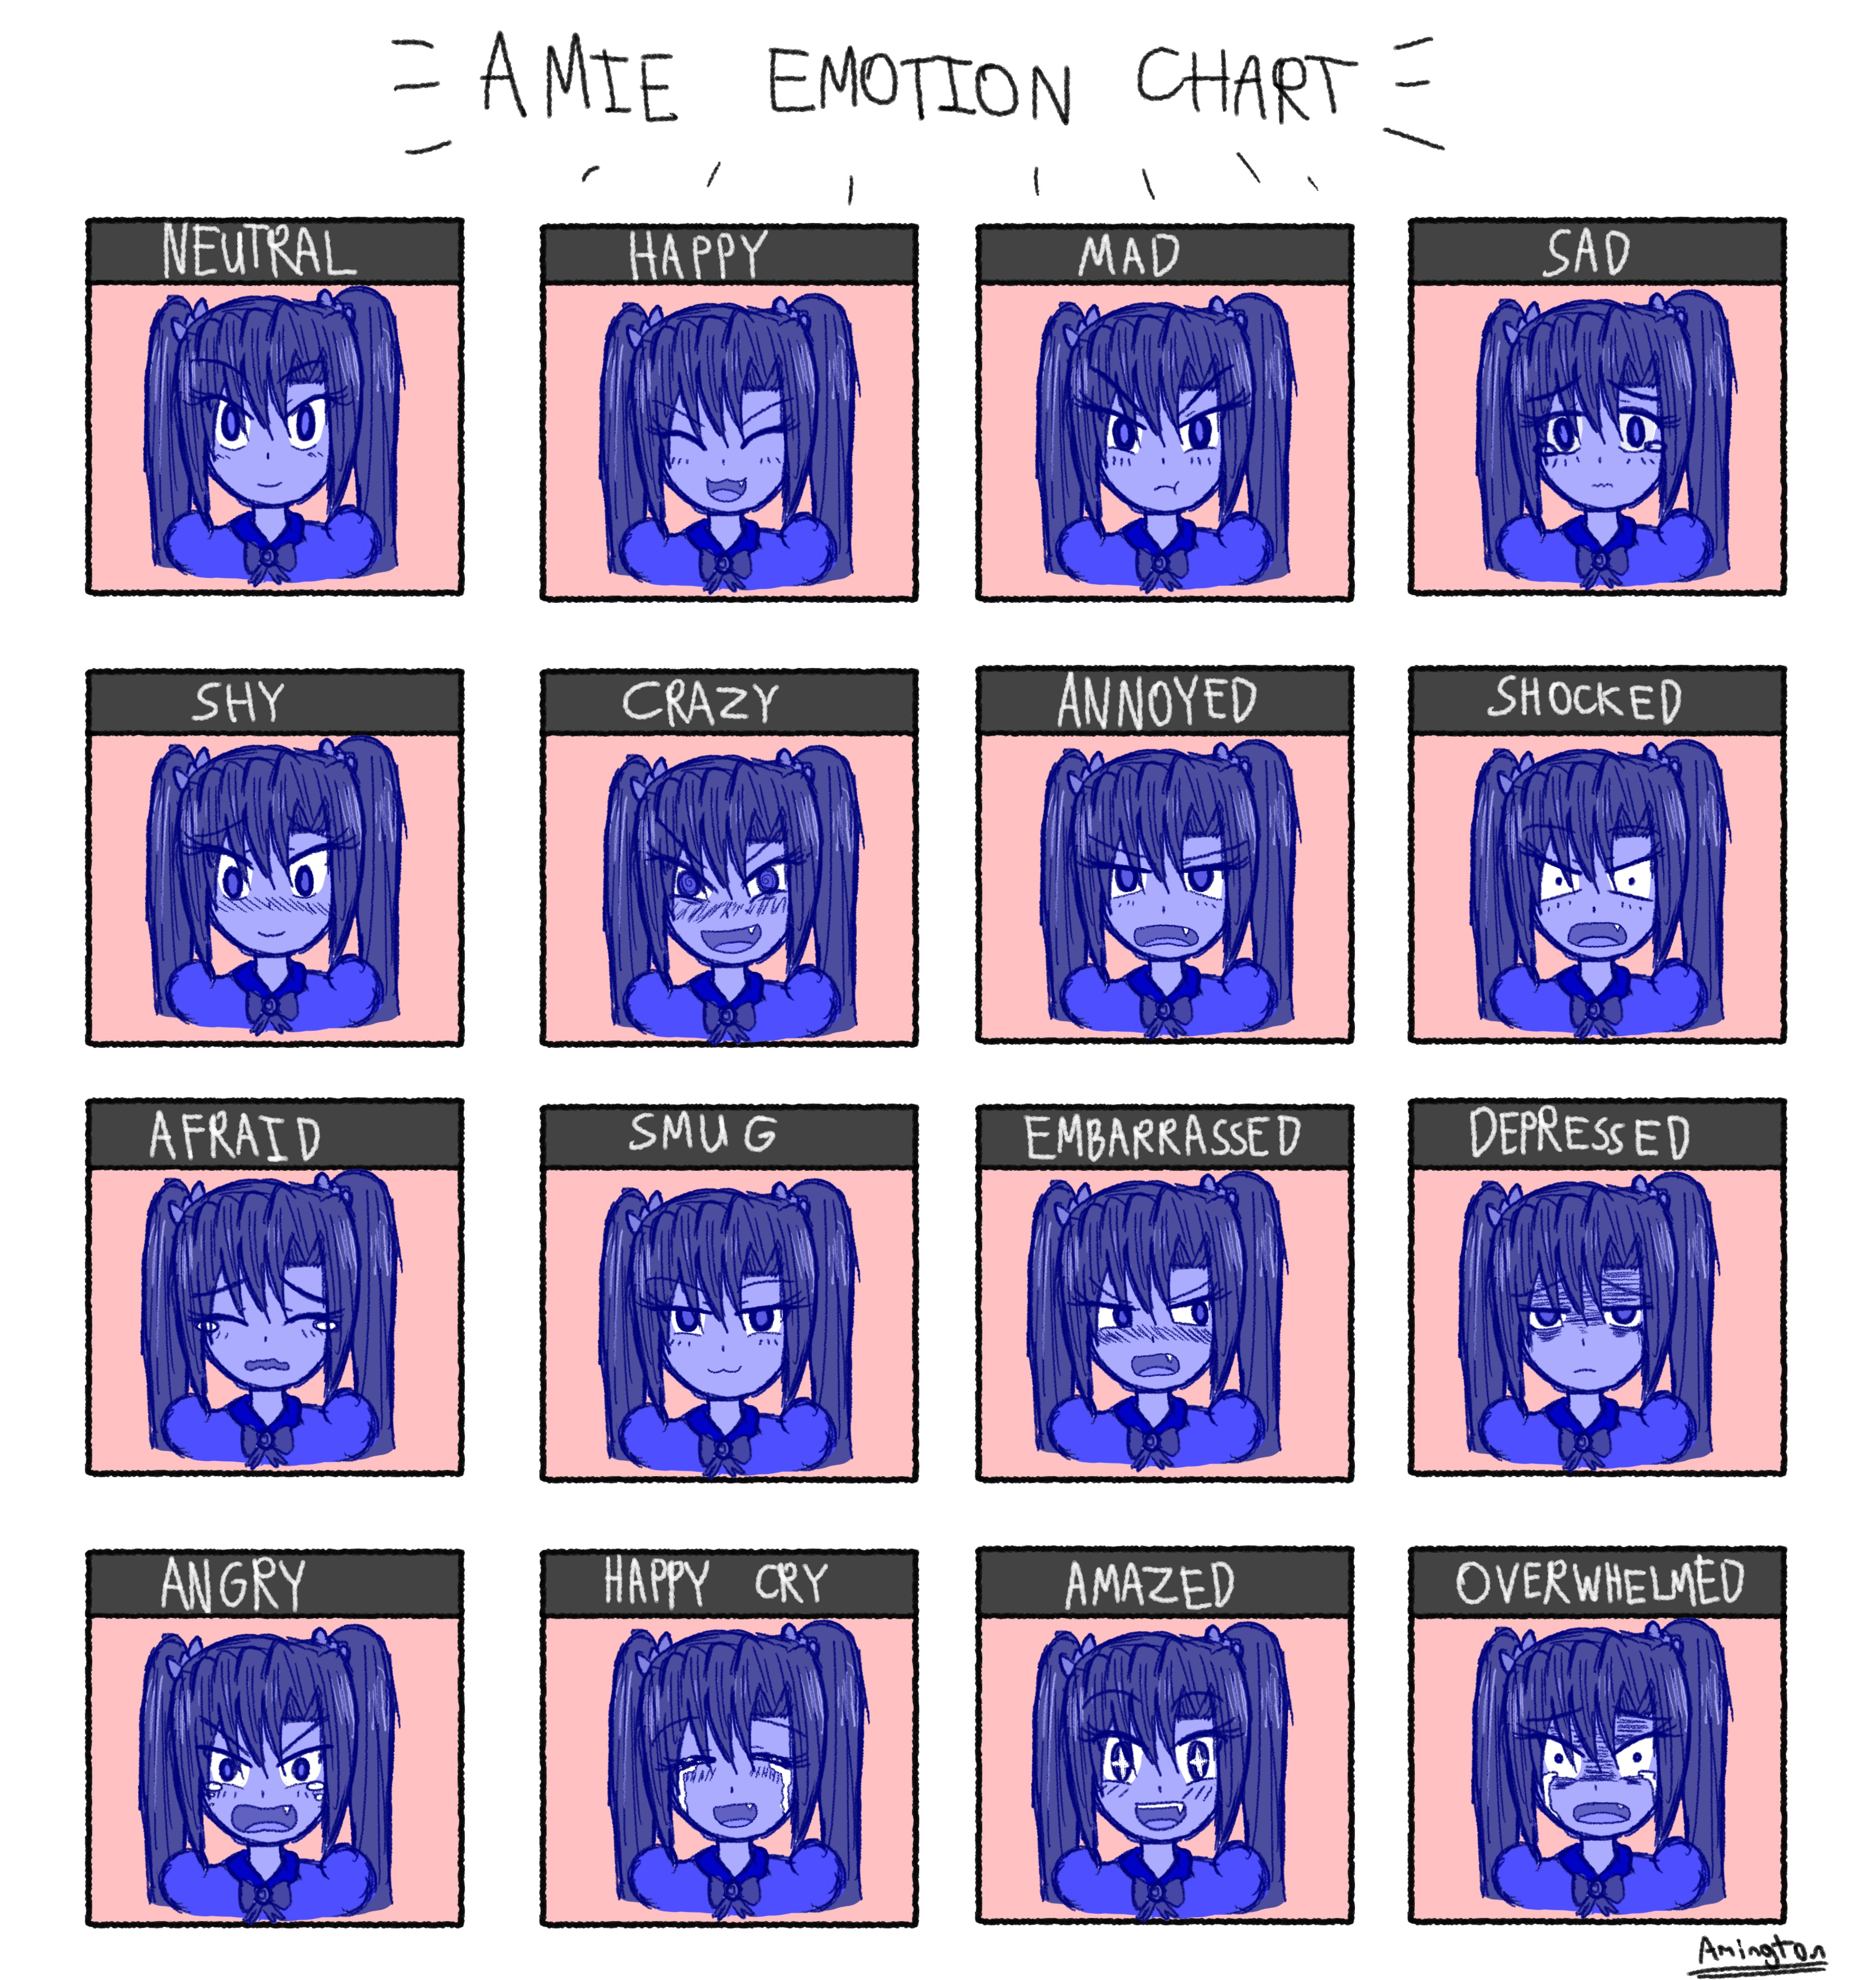 AMIE EMOTION CHART
NEUTRAL
HAPPY
MAD
SAD
SHY
CRAZY
ANNOYED
SHOCKED
AFRAID
SMUG
EMBARRASSED
DEPRESSED
ANGRY
HAPPY CRY
AMAZED
OVERWHELMED
Amington